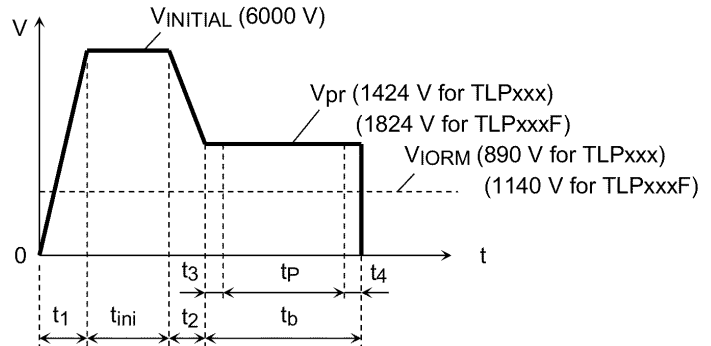 V
VINITIAL (6000 V)
Vpr (1424 V for TLPxxx)
(1824 V for TLPxxxF)
VIORM (890 V for TLPxxx)
(1140 V for TLPxxxF)
0
t
t3
tP
t4
t1
tini
t2
tb